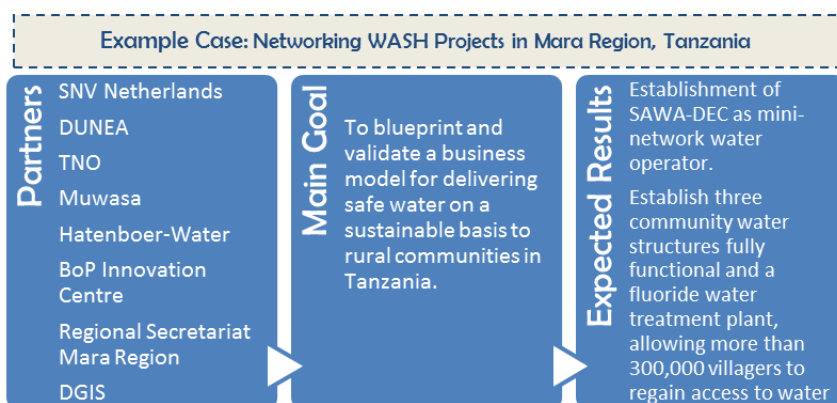 Example Case: Networking WASH Projects in Mara Region, Tanzania
Partners
SNV Netherlands
DUNEA
TNO
Muwasa
Hatenboer-Water
BoP Innovation
Centre
Regional Secretariat
Mara Region
DGIS
Main Goal
To blueprint and
validate a business
model for delivering
safe water on a
sustainable basis to
rural communities in
Tanzania.
Expected Results
Establishment of
SAWA-DEC as mini-
network water
operator.
Establish three
community water
structures fully
functional and a
fluoride water
treatment plant,
allowing more than
300,000 villagers to
regain access to water